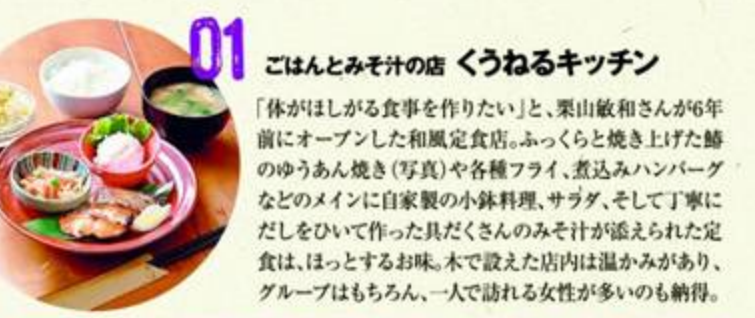 01
ごはんとみそ汁の店 くうねるキッチン
「体がほしがる食事を作りたい」と、栗山敏和さんが6年
前にオープンした和風定食店。ふっくらと焼き上げた鰆
のゆうあん焼き(写真)や各種フライ、煮込みハンバーグ
などのメインに自家製の小鉢料理、サラダ、そして丁寧に
だしをひいて作った具だくさんのみそ汁が添えられた定
食は、ほっとするお味。木で設えた店内は温かみがあり、
グループはもちろん、一人で訪れる女性が多いのも納得。